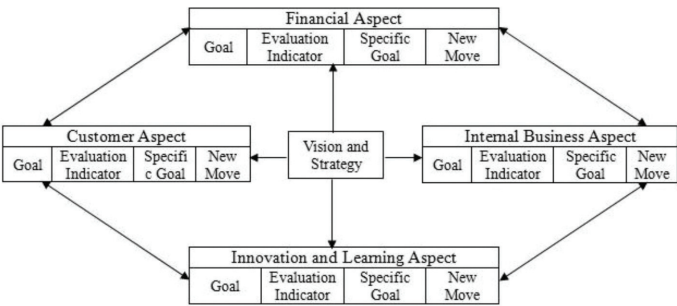 Financial Aspect
Goal
Evaluation
Indicator
Specific
Goal
New
Move
Customer Aspect
Goal
Evaluation
Indicator
Specifi
c Goal
New
Move
Vision and
Strategy
Internal Business Aspect
Goal
Evaluation
Indicator
Specific
Goal
New
Move
Innovation and Learning Aspect
Goal
Evaluation
Indicator
Specific
Goal
New
Move